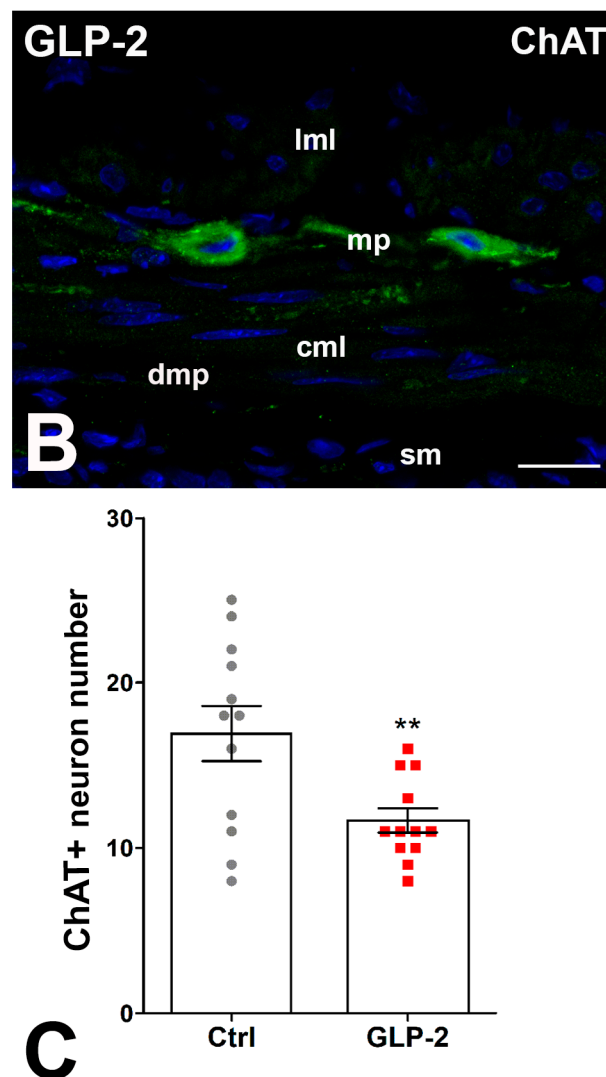 GLP-2 ChAT
lml
mp
cml
dmp
B
sm
30
20
10
0
ChAT+ neuron number
**
Ctrl
GLP-2
C